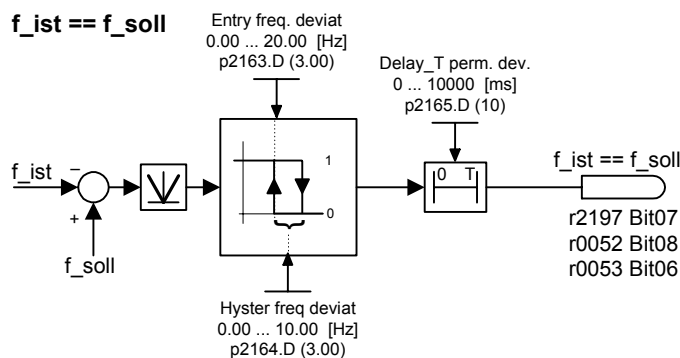 f_ist == f_soll
Entry freq. deviat
0.00 ... 20.00 [Hz]
p2163.D (3.00)
Delay_T perm. dev.
0 ... 10000 [ms]
p2165.D (10)
f_ist
−
+
f_soll
1
0
0 T
f_ist == f_soll
r2197 Bit07
r0052 Bit08
r0053 Bit06
Hyster freq deviat
0.00 ... 10.00 [Hz]
p2164.D (3.00)